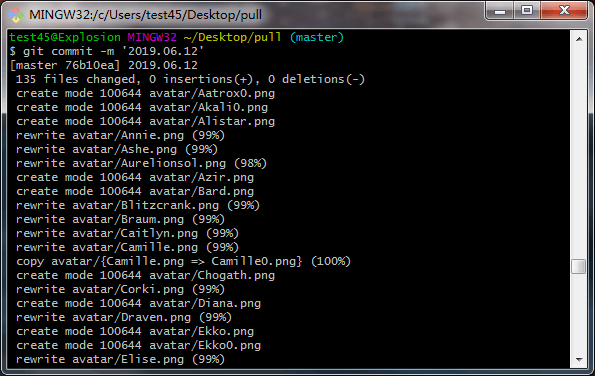 MINGW32:/c/Users/test45/Desktop/pull
test45@Explosion MINGW32 ~/Desktop/pull (master)
$ git commit -m '2019.06.12'
[master 76b10ea] 2019.06.12
135 files changed, 0 insertions(+), 0 deletions(-)
create mode 100644 avatar/Aatrox0.png
create mode 100644 avatar/Akali0.png
create mode 100644 avatar/Alistar.png
rewrite avatar/Annie.png (99%)
rewrite avatar/Ashe.png (99%)
rewrite avatar/Aurelionsol.png (98%)
create mode 100644 avatar/Azir.png
create mode 100644 avatar/Bard.png
rewrite avatar/Blitzcrank.png (99%)
rewrite avatar/Braum.png (99%)
rewrite avatar/Caitlyn.png (99%)
rewrite avatar/Camille.png (99%)
copy avatar/{Camille.png => Camille0.png} (100%)
create mode 100644 avatar/Chogath.png
rewrite avatar/Corki.png (99%)
create mode 100644 avatar/Diana.png
rewrite avatar/Draven.png (99%)
create mode 100644 avatar/Ekko.png
create mode 100644 avatar/Ekko0.png
rewrite avatar/Elise.png (99%)